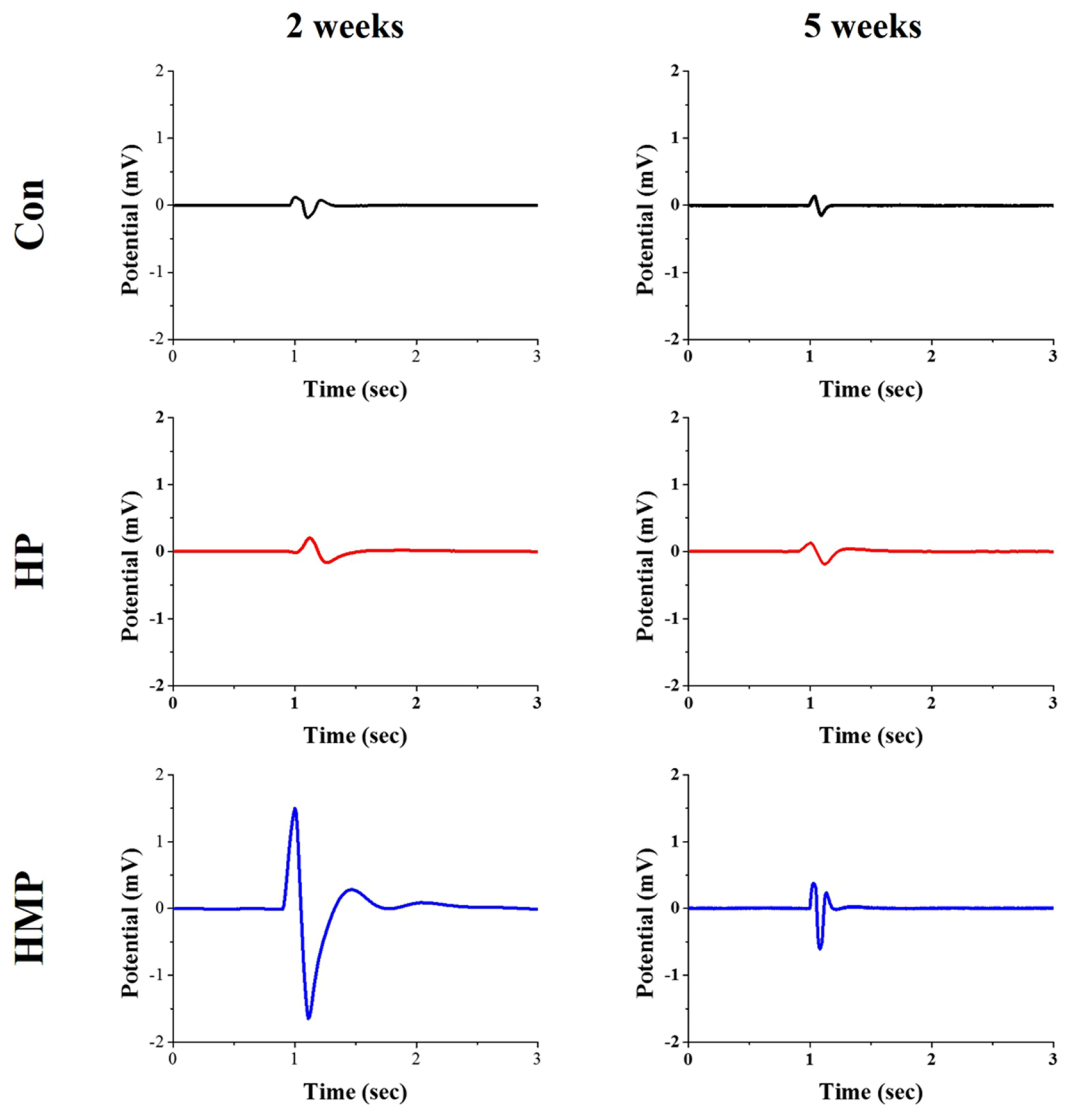 2 weeks
5 weeks
Con
2
1
0
-1
-2
Potential (mV)
0 1 2 3
Time (sec)
2
1
0
-1
-2
Potential (mV)
0 1 2 3
Time (sec)
HP
2
1
0
-1
-2
Potential (mV)
0 1 2 3
Time (sec)
2
1
0
-1
-2
Potential (mV)
0 1 2 3
Time (sec)
HMP
2
1
0
-1
-2
Potential (mV)
0 1 2 3
Time (sec)
2
1
0
-1
-2
Potential (mV)
0 1 2 3
Time (sec)